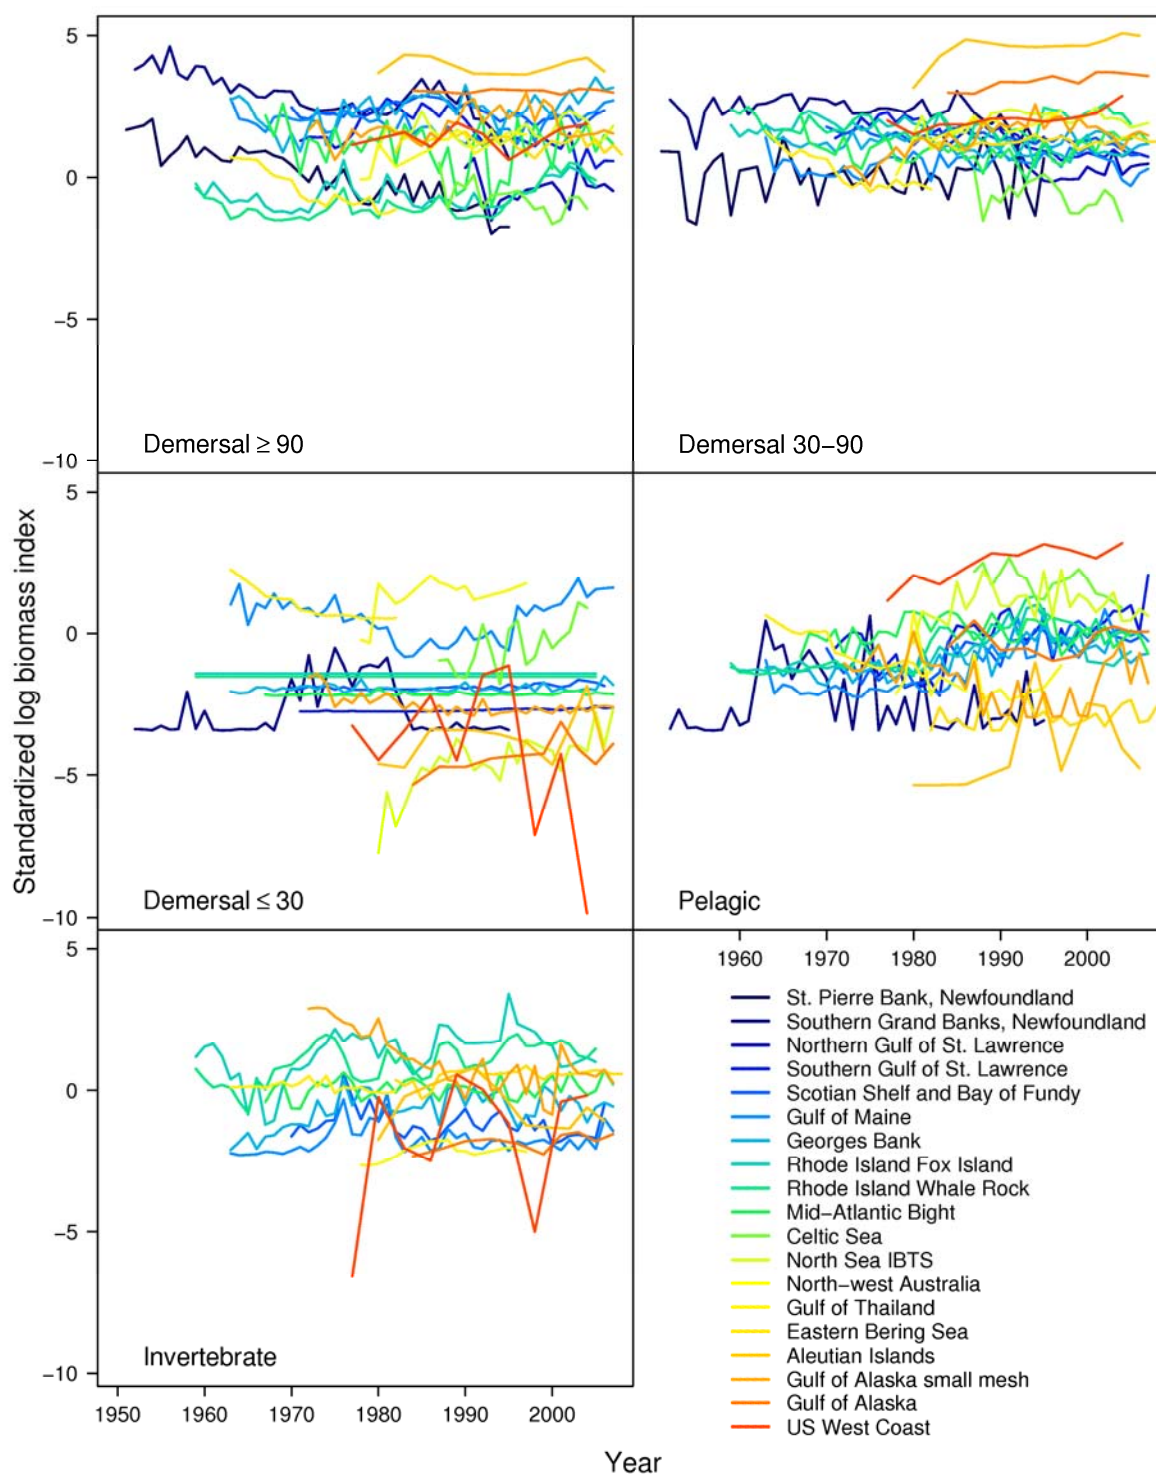 5
0
−5
−10
Demersal ≥ 90
Demersal 30−90
5
0
−5
−10
Demersal ≤ 30
Pelagic
Standardized log biomass index
1960 1970 1980 1990 2000
5
0
−5
−10
Invertebrate
1950 1960 1970 1980 1990 2000
Year
St. Pierre Bank, Newfoundland
Southern Grand Banks, Newfoundland
Northern Gulf of St. Lawrence
Southern Gulf of St. Lawrence
Scotian Shelf and Bay of Fundy
Gulf of Maine
Georges Bank
Rhode Island Fox Island
Rhode Island Whale Rock
Mid−Atlantic Bight
Celtic Sea
North Sea IBTS
North−west Australia
Gulf of Thailand
Eastern Bering Sea
Aleutian Islands
Gulf of Alaska small mesh
Gulf of Alaska
US West Coast